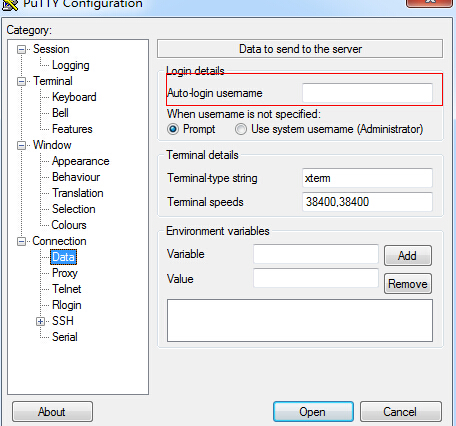 PuTTY Configuration
Category:
Session
Logging
Terminal
Keyboard
Bell
Features
Window
Appearance
Behaviour
Translation
Selection
Colours
Connection
Data
Proxy
Telnet
Rlogin
SSH
Serial
Data to send to the server
Login details
Auto-login username
When username is not specified:
Prompt
Use system username (Administrator)
Terminal details
Terminal-type string
xterm
Terminal speeds
38400,38400
Environment variables
Variable
Add
Value
Remove
About
Open
Cancel